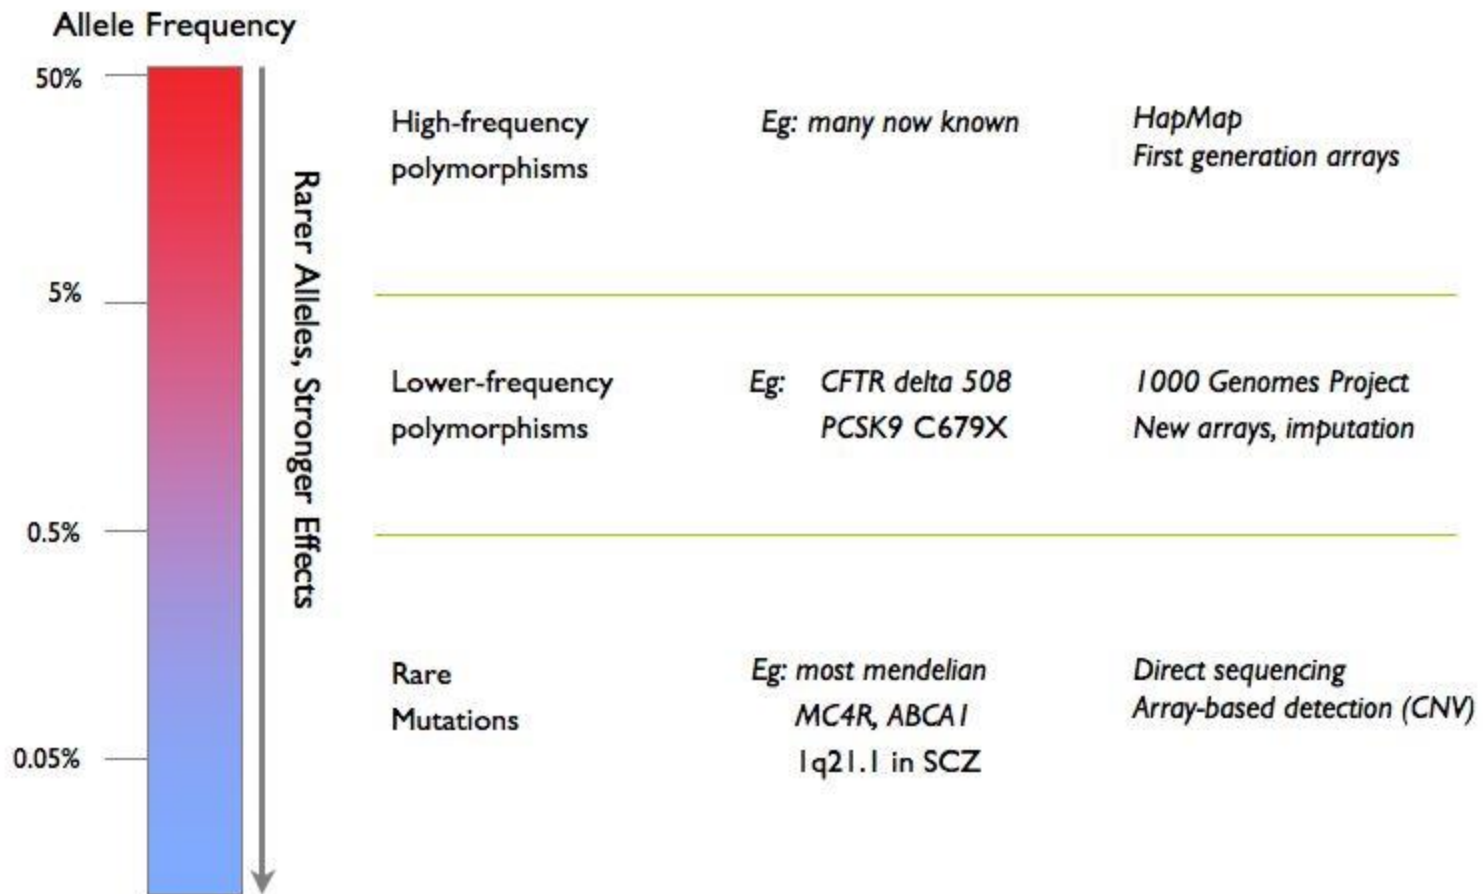 Allele Frequency
50%
5%
0.5%
0.05%
Rarer Alleles, Stronger Effects
High-frequency
polymorphisms
Eg: many now known
HapMap
First generation arrays
Lower-frequency
polymorphisms
Eg: CFTR delta 508
PCSK9 C679X
1000 Genomes Project
New arrays, imputation
Rare
Mutations
Eg: most mendelian
MC4R, ABCA1
1q21.1 in SCZ
Direct sequencing
Array-based detection (CNV)